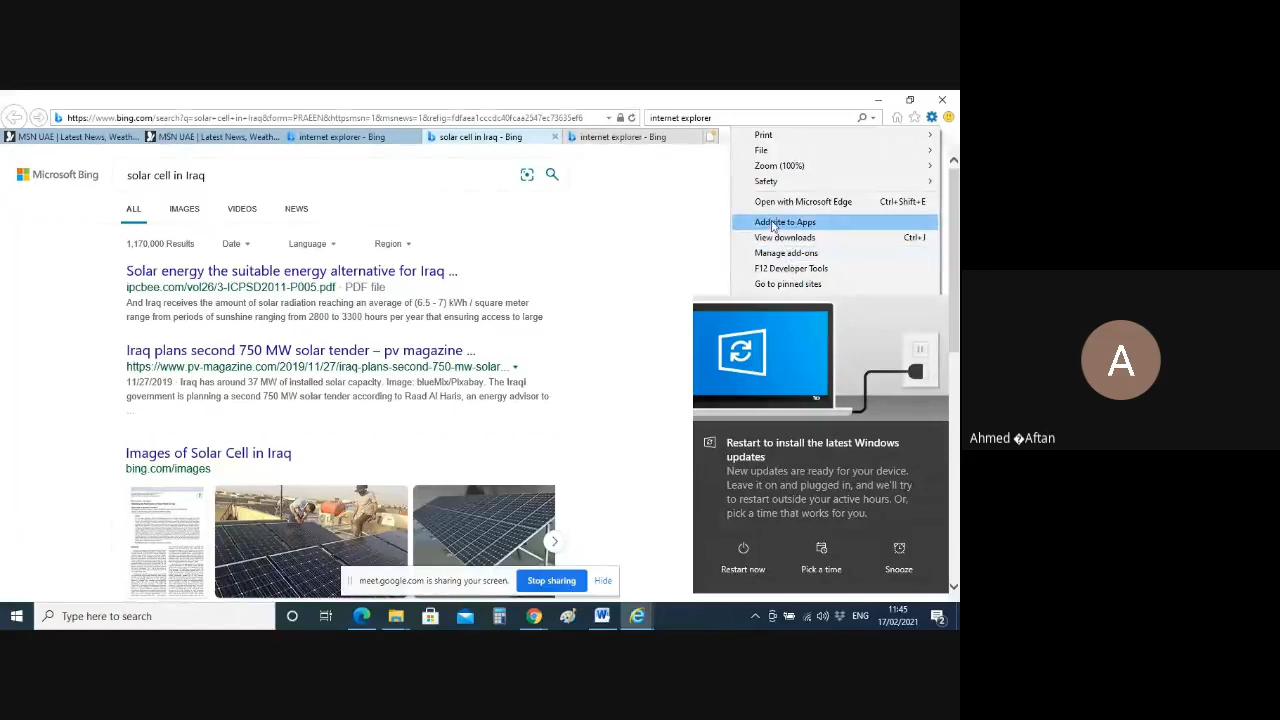 https://www.bing.com/search?q=solar+cell+in+Iraq&form=PRAEEN&httpsmsn=1&msnews=1&refig=fdfaea1cccdc40fcaa2547ec73635ef6
internet explorer
MSN UAE | Latest News, Weath...
MSN UAE | Latest News, Weath...
internet explorer - Bing
solar cell in Iraq - Bing
internet explorer - Bing
Print
File
Zoom (100%)
Safety
Open with Microsoft Edge Ctrl+Shift+E
Add site to Apps
View downloads Ctrl+J
Manage add-ons
F12 Developer Tools
Go to pinned sites
Microsoft Bing
solar cell in Iraq
ALL IMAGES VIDEOS NEWS
1,170,000 Results Date Language Region
Solar energy the suitable energy alternative for Iraq ...
ipcbee.com/vol26/3-ICPSD2011-P005.pdf · PDF file
And Iraq receives the amount of solar radiation reaching an average of (6.5 - 7) kWh / square meter
range from periods of sunshine ranging from 2800 to 3300 hours per year that ensuring access to large
Iraq plans second 750 MW solar tender – pv magazine ...
https://www.pv-magazine.com/2019/11/27/iraq-plans-second-750-mw-solar...
11/27/2019 · Iraq has around 37 MW of installed solar capacity. Image: blueMix/Pixabay. The Iraqi
government is planning a second 750 MW solar tender according to Raad Al Haris, an energy advisor to
...
Images of Solar Cell in Iraq
bing.com/images
Restart to install the latest Windows
updates
New updates are ready for your device.
Leave it on and plugged in, and we'll try
to restart outside your active hours. Or,
pick a time that works for you.
Restart now Pick a time Snooze
meet.google.com is sharing your screen. Stop sharing Hide
Type here to search
ENG
11:45
17/02/2021
2
A
Ahmed �Aftan